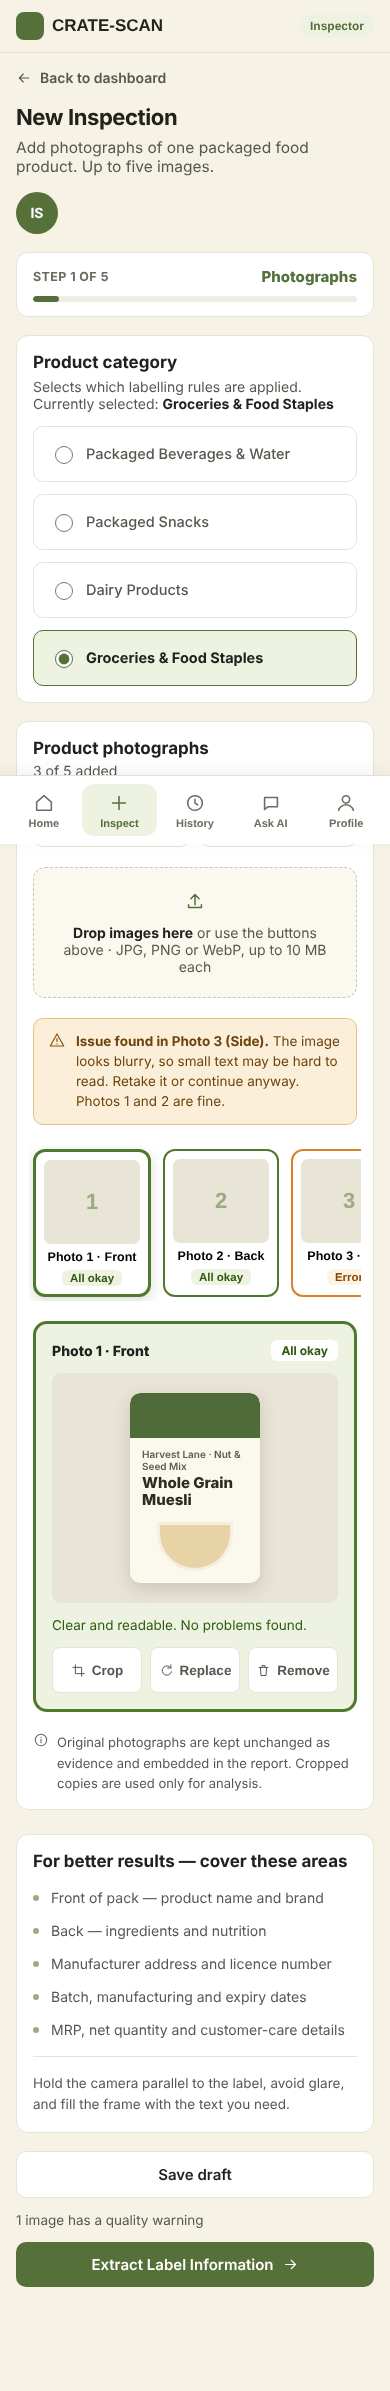 CRATE-SCAN
Inspector
Back to dashboard
New Inspection
Add photographs of one packaged food
product. Up to five images.
IS
STEP 1 OF 5
Photographs
Product category
Selects which labelling rules are applied.
Currently selected: Groceries & Food Staples
Packaged Beverages & Water
Packaged Snacks
Dairy Products
Groceries & Food Staples
Product photographs
3 of 5 added
Home
Inspect
History
Ask AI
Profile
Drop images here or use the buttons
above · JPG, PNG or WebP, up to 10 MB
each
Issue found in Photo 3 (Side). The image
looks blurry, so small text may be hard to
read. Retake it or continue anyway.
Photos 1 and 2 are fine.
1
2
3
Photo 1 · Front
Photo 2 · Back
Photo 3 ·
All okay
All okay
Error
Photo 1 · Front
All okay
Harvest Lane · Nut &
Seed Mix
Whole Grain
Muesli
Clear and readable. No problems found.
Crop
Replace
Remove
Original photographs are kept unchanged as
evidence and embedded in the report. Cropped
copies are used only for analysis.
For better results — cover these areas
Front of pack — product name and brand
Back — ingredients and nutrition
Manufacturer address and licence number
Batch, manufacturing and expiry dates
MRP, net quantity and customer-care details
Hold the camera parallel to the label, avoid glare,
and fill the frame with the text you need.
Save draft
1 image has a quality warning
Extract Label Information